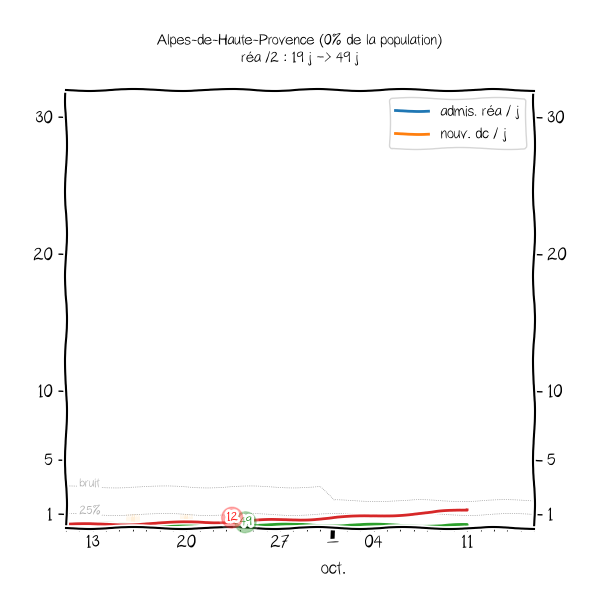 Alpes-de-Haute-Provence (0% de la population)
réa /2 : 19 j -> 49 j
admis. réa / j
nouv. dc / j
30 30
20 20
10 10
5 5
bruit
25%
1 1
12 49
13 20 27 04 11
oct.